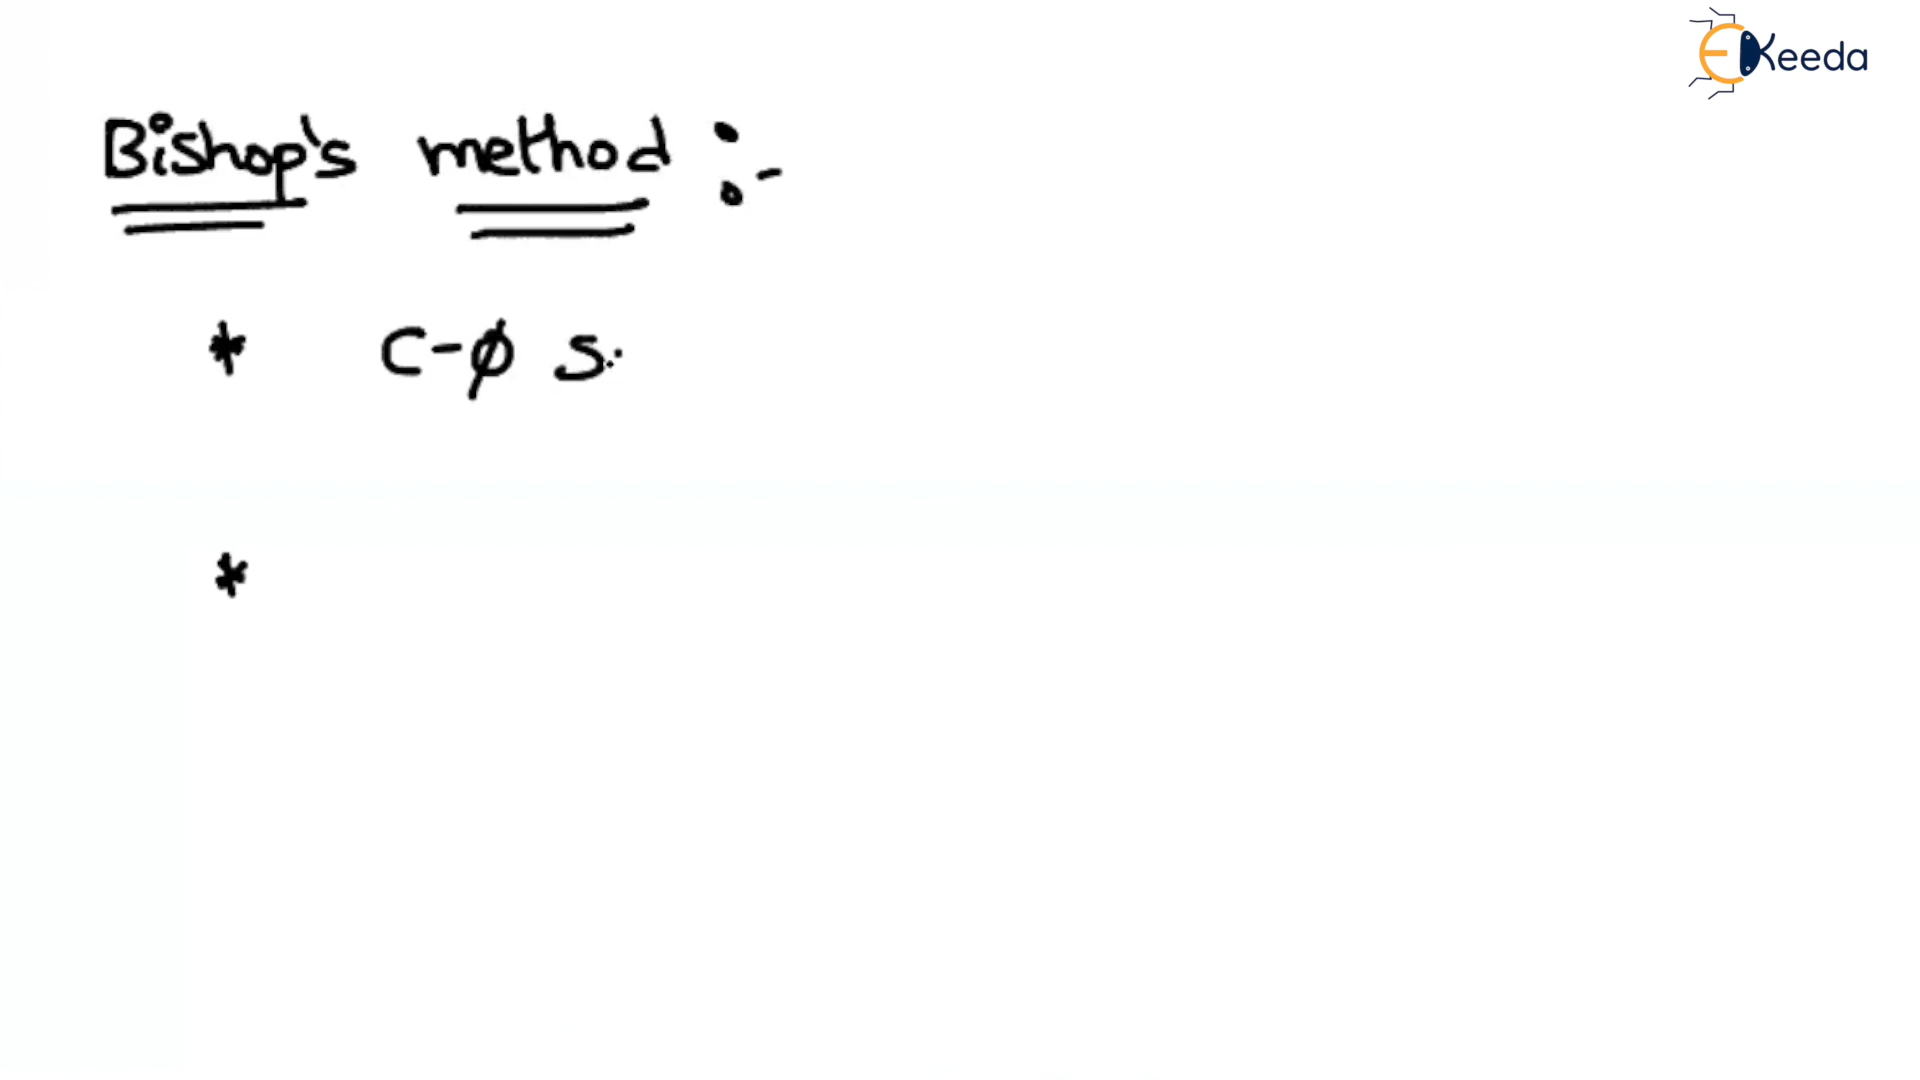 EKeeda
Bishop's method :-
* C-φ s
*